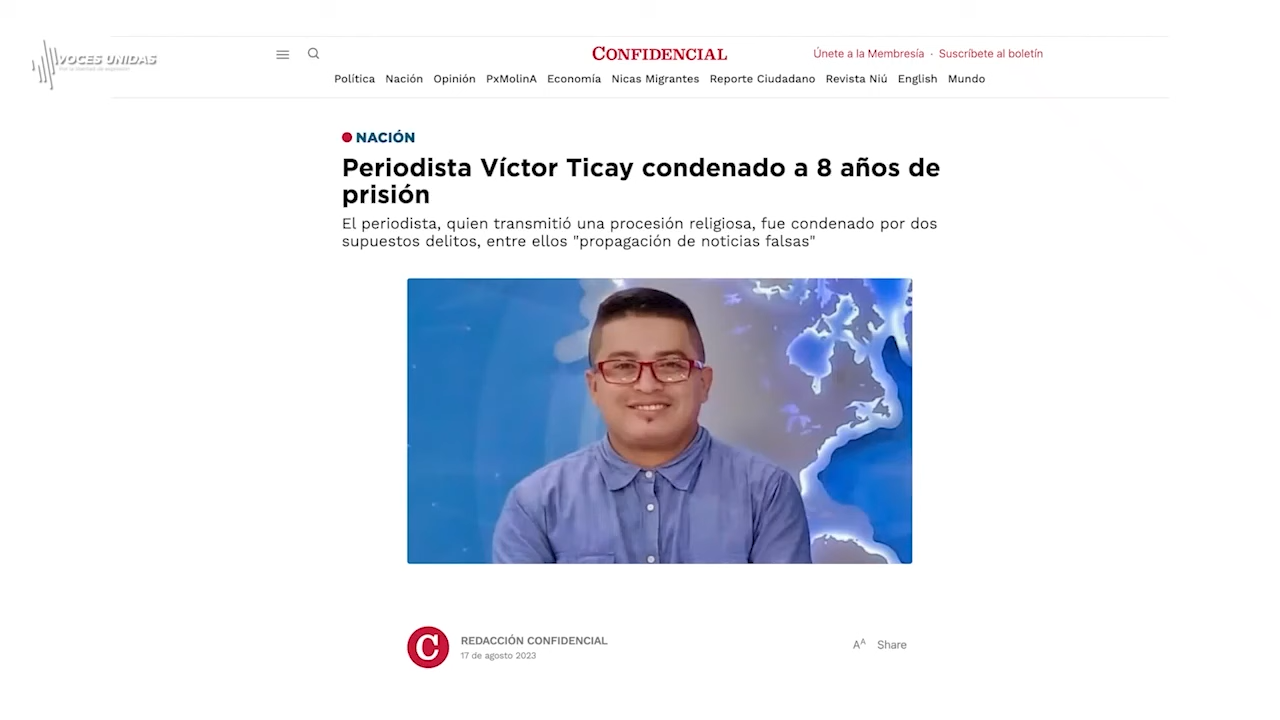 VOCES UNIDAS
CONFIDENCIAL
Únete a la Membresía · Suscríbete al boletín
Política Nación Opinión PxMolinA Economía Nicas Migrantes Reporte Ciudadano Revista Niú English Mundo
NACIÓN
Periodista Víctor Ticay condenado a 8 años de
prisión
El periodista, quien transmitió una procesión religiosa, fue condenado por dos
supuestos delitos, entre ellos "propagación de noticias falsas"
C
REDACCIÓN CONFIDENCIAL
17 de agosto 2023
AA Share